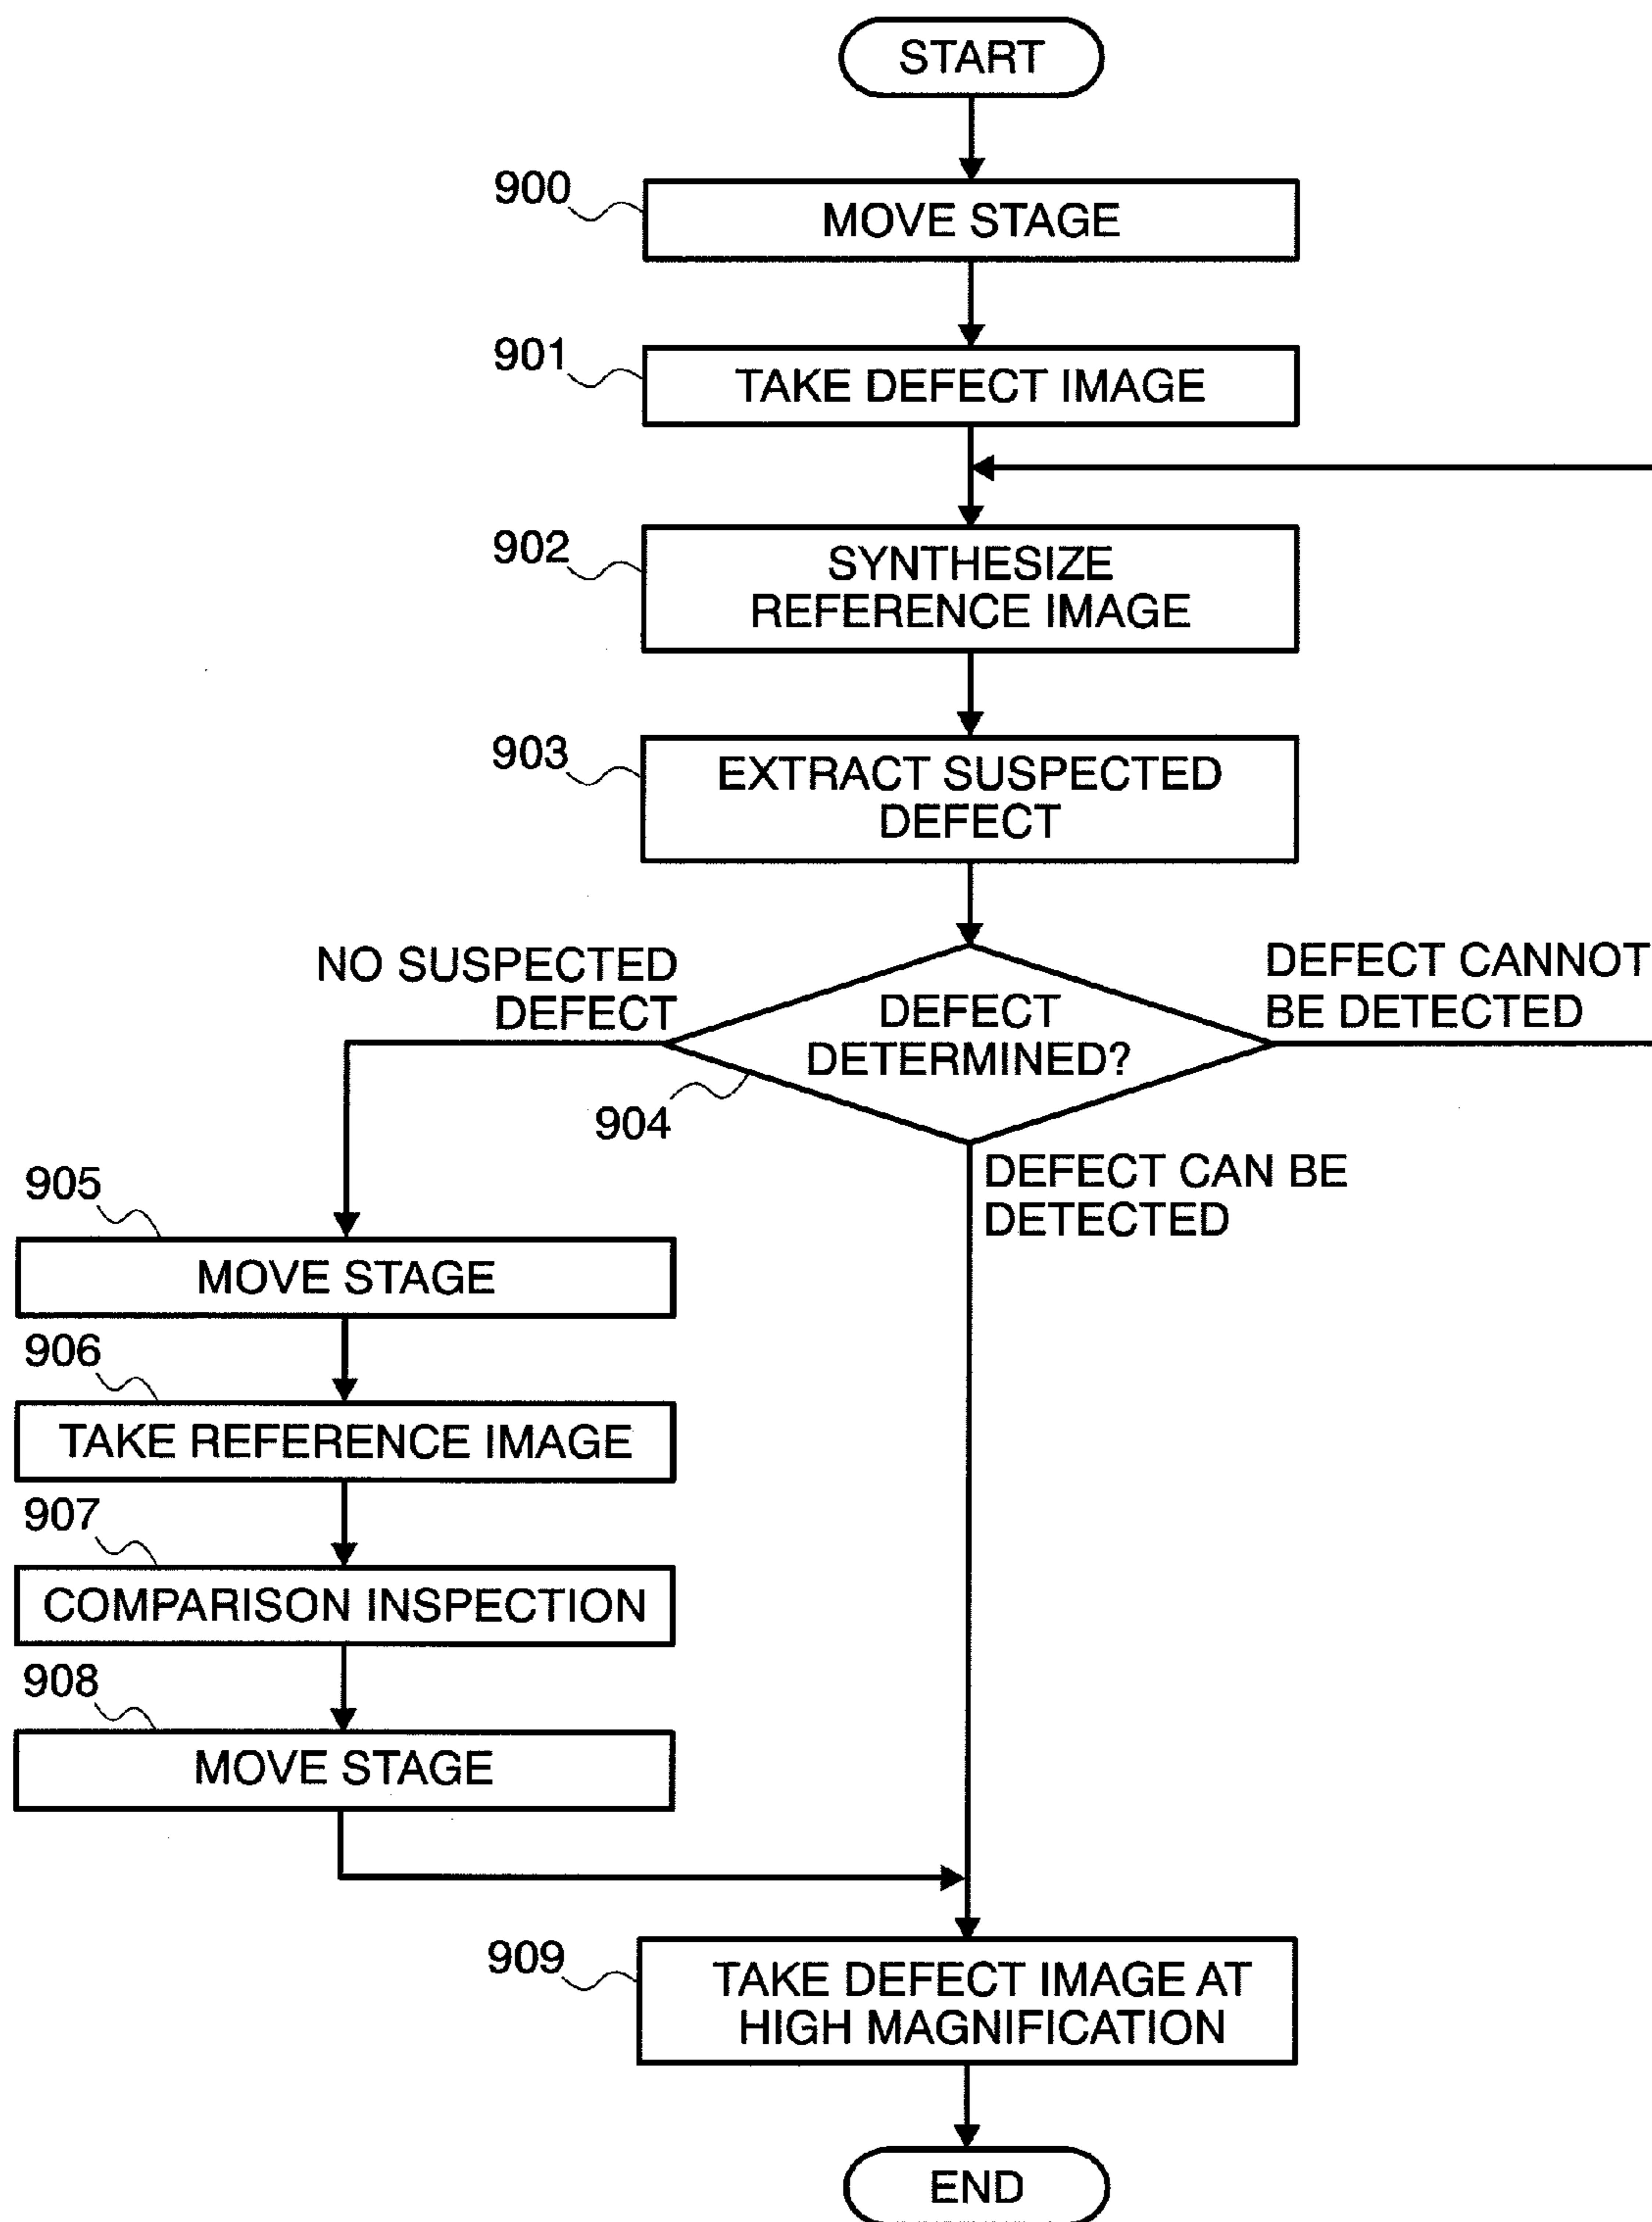 START
900
MOVE STAGE
901
TAKE DEFECT IMAGE
902
SYNTHESIZE
REFERENCE IMAGE
903
EXTRACT SUSPECTED
DEFECT
NO SUSPECTED
DEFECT
DEFECT
DETERMINED?
DEFECT CANNOT
BE DETECTED
904
DEFECT CAN BE
DETECTED
905
MOVE STAGE
906
TAKE REFERENCE IMAGE
907
COMPARISON INSPECTION
908
MOVE STAGE
909
TAKE DEFECT IMAGE AT
HIGH MAGNIFICATION
END